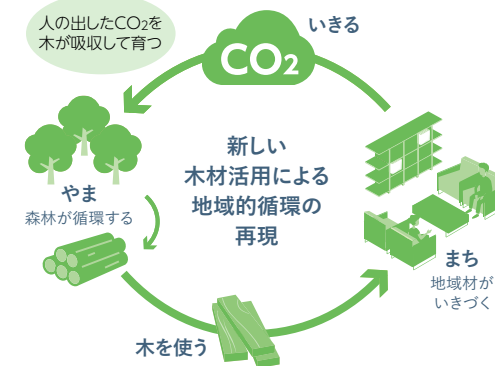 人の出したCO₂を
木が吸収して育つ
いきる
CO₂
新しい
木材活用による
地域的循環の
再現
やま
森林が循環する
まち
地域材が
いきづく
木を使う